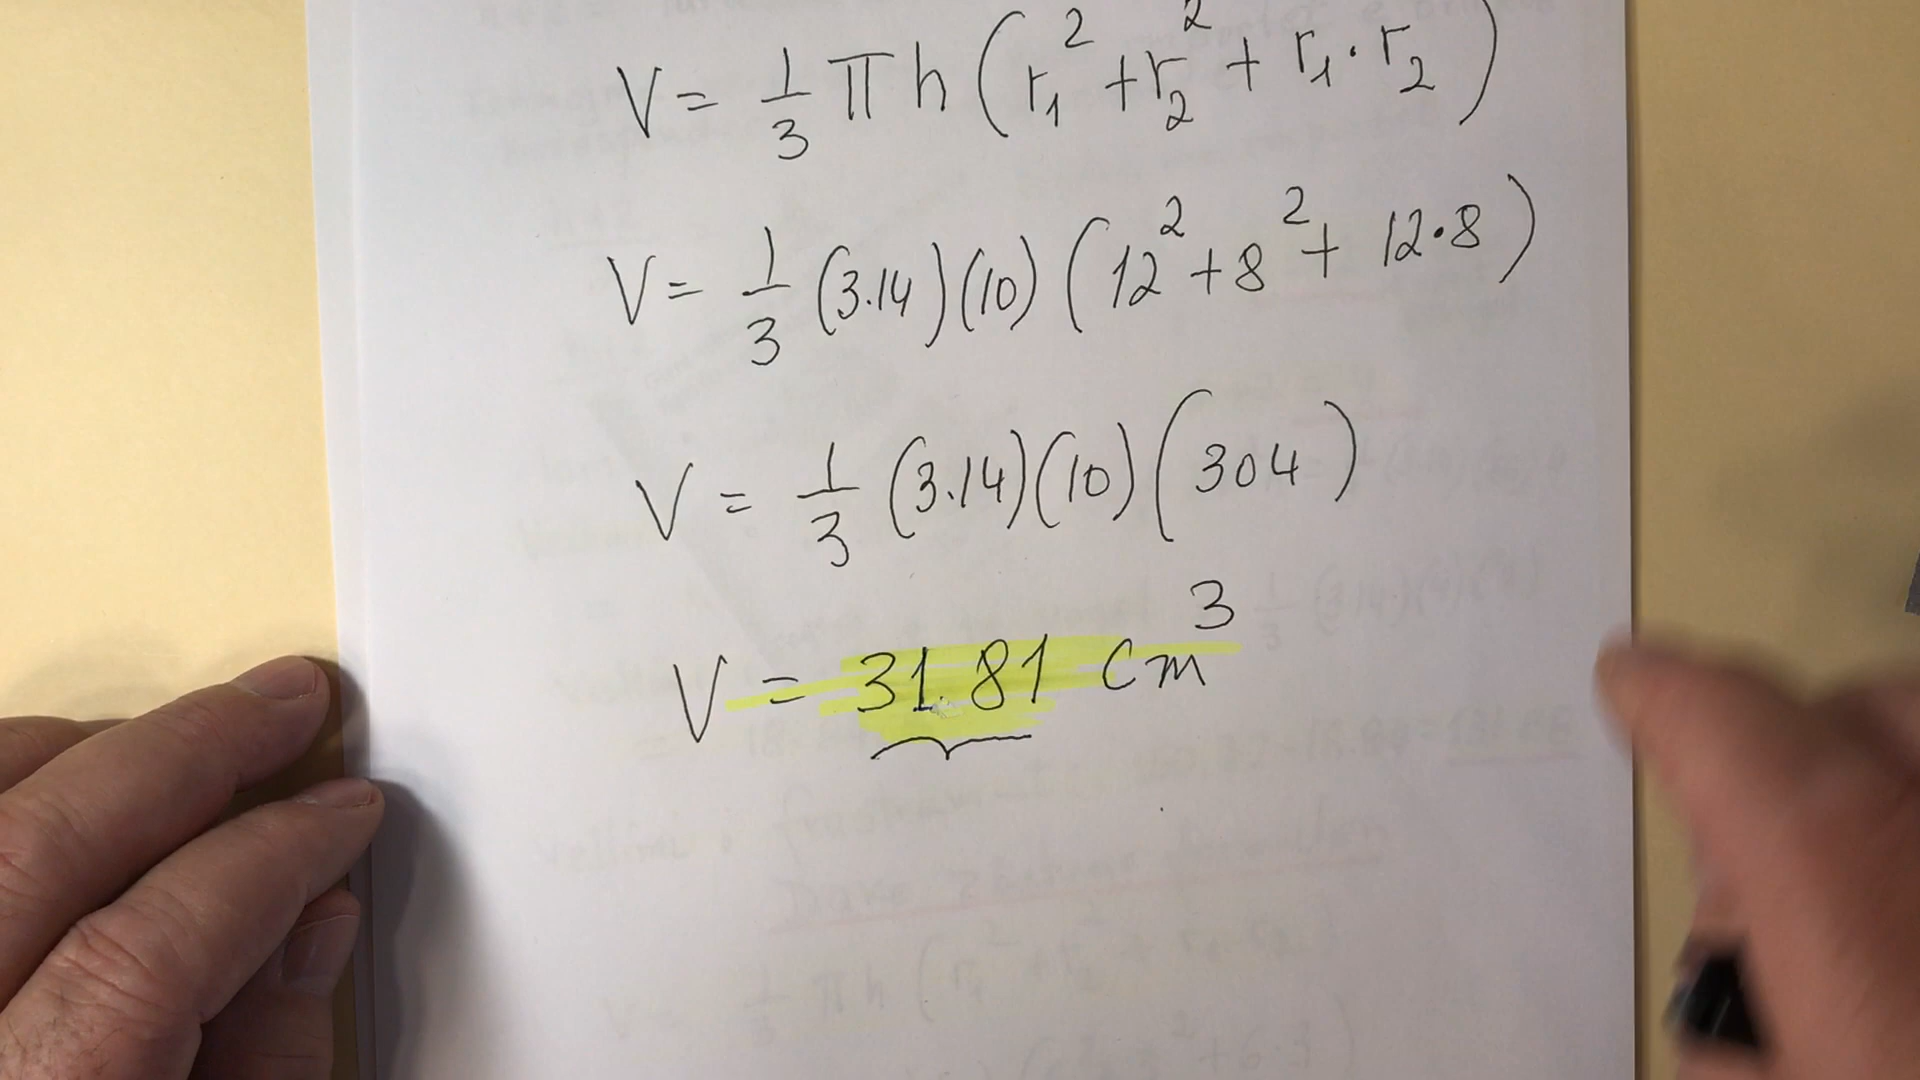 V = 1/3 π h (r₁² + r₂² + r₁ · r₂)
V = 1/3 (3.14)(10) (12² + 8² + 12 · 8)
V = 1/3 (3.14)(10) (304)
V = 31.81 cm³